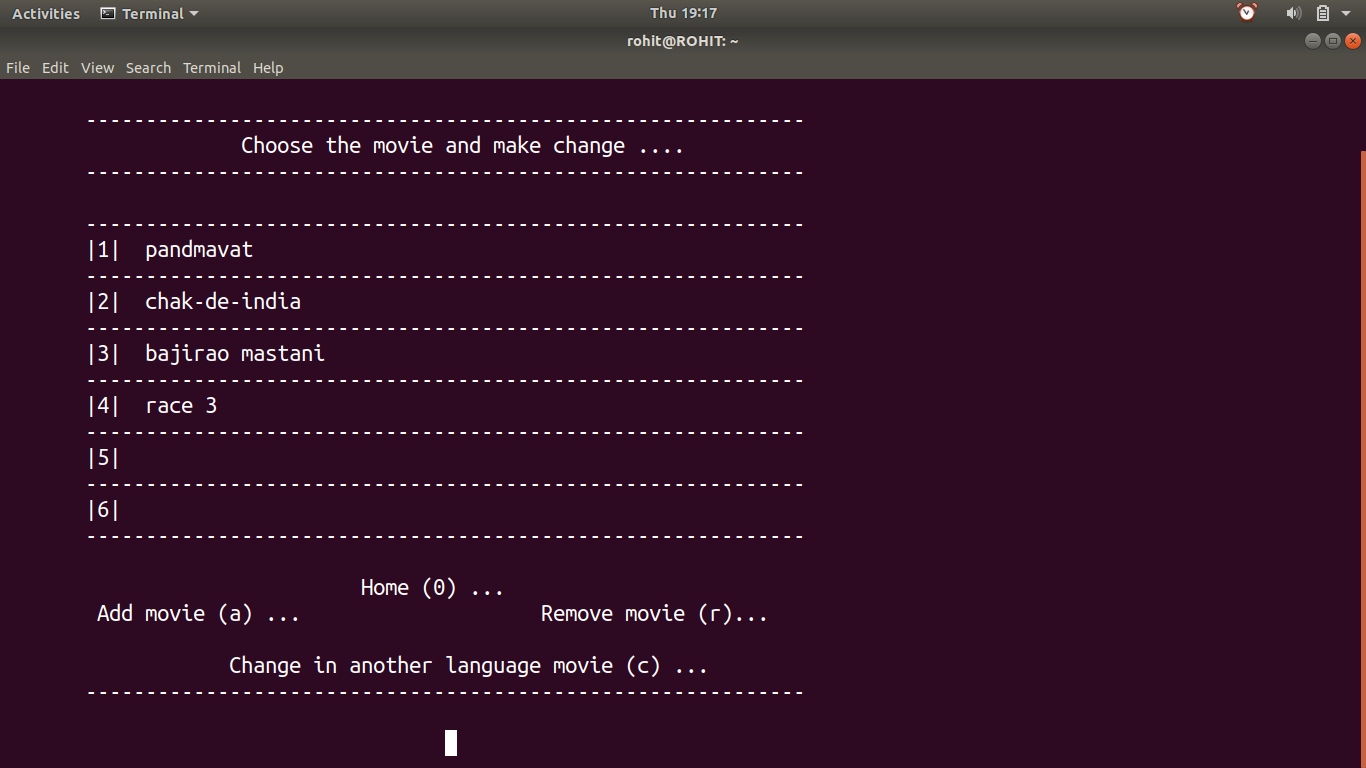 Activities Terminal Thu 19:17
rohit@ROHIT: ~
File Edit View Search Terminal Help
------------------------------------------------------------
Choose the movie and make change ....
------------------------------------------------------------
------------------------------------------------------------
|1| pandmavat
------------------------------------------------------------
|2| chak-de-india
------------------------------------------------------------
|3| bajirao mastani
------------------------------------------------------------
|4| race 3
------------------------------------------------------------
|5|
------------------------------------------------------------
|6|
------------------------------------------------------------
Home (0) ...
Add movie (a) ... Remove movie (r)...
Change in another language movie (c) ...
------------------------------------------------------------